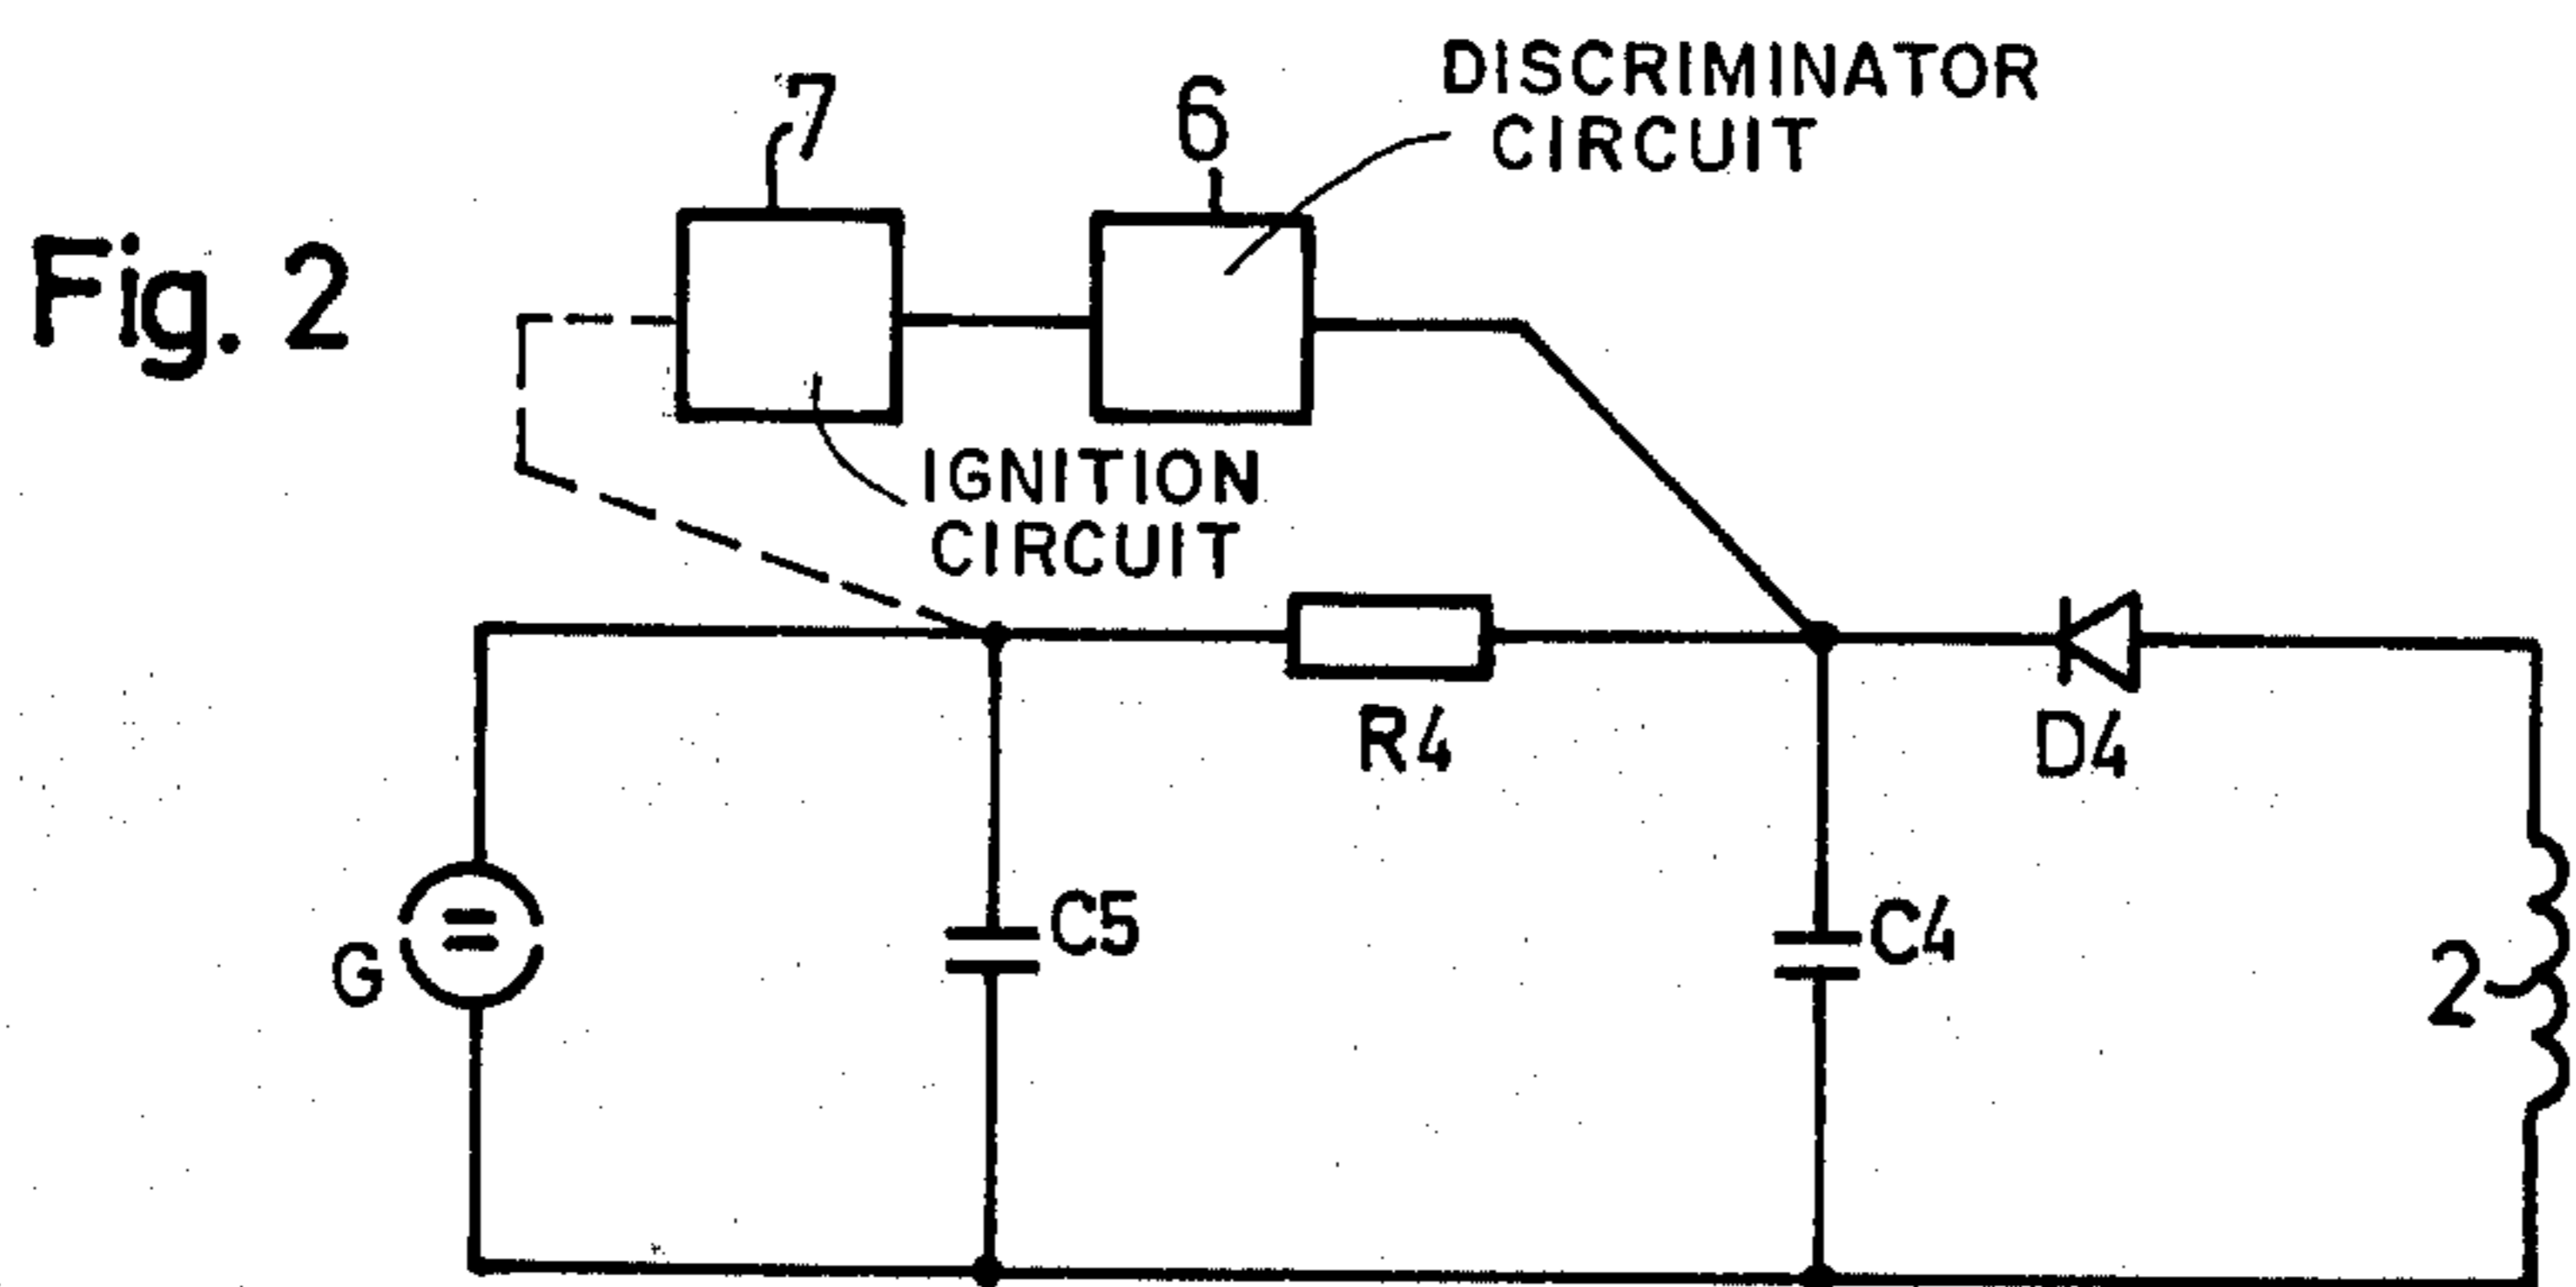 Fig. 2
7
6
DISCRIMINATOR
CIRCUIT
IGNITION
CIRCUIT
R4
D4
G
C5
C4
2